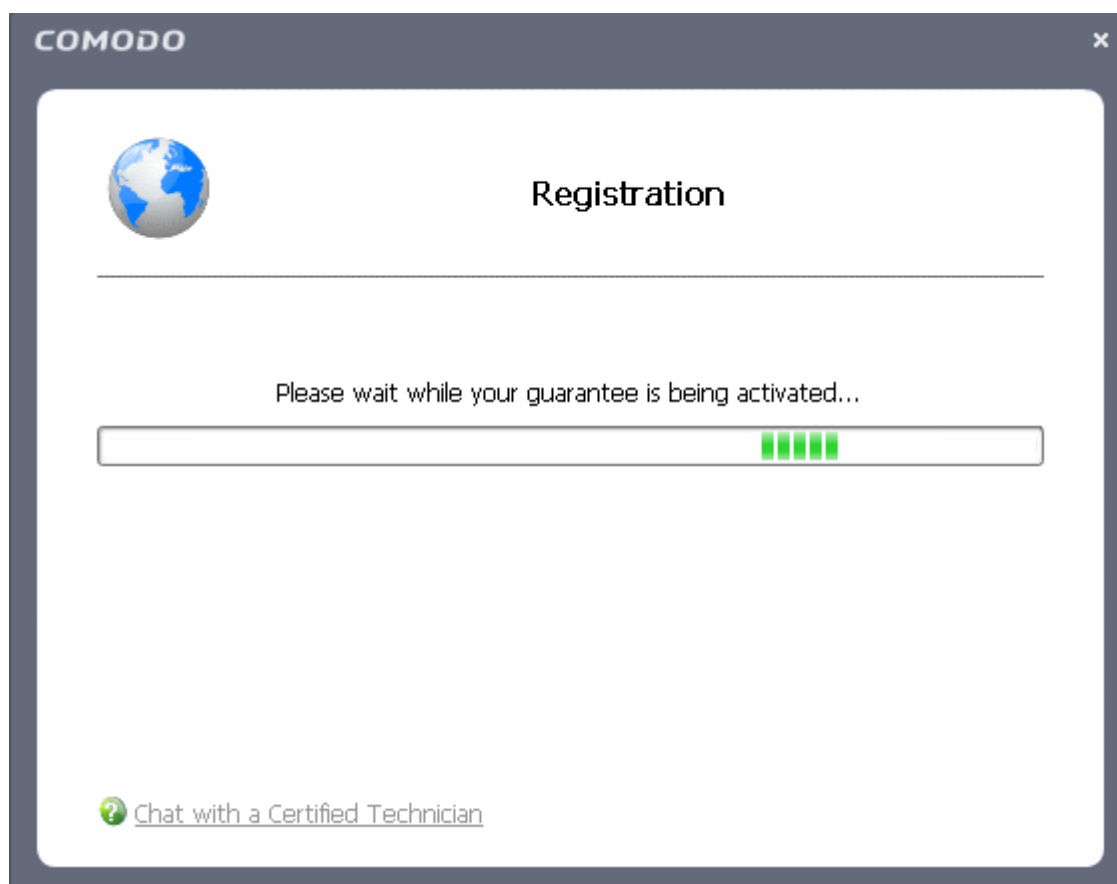 COMODO
Registration
Please wait while your guarantee is being activated...
Chat with a Certified Technician